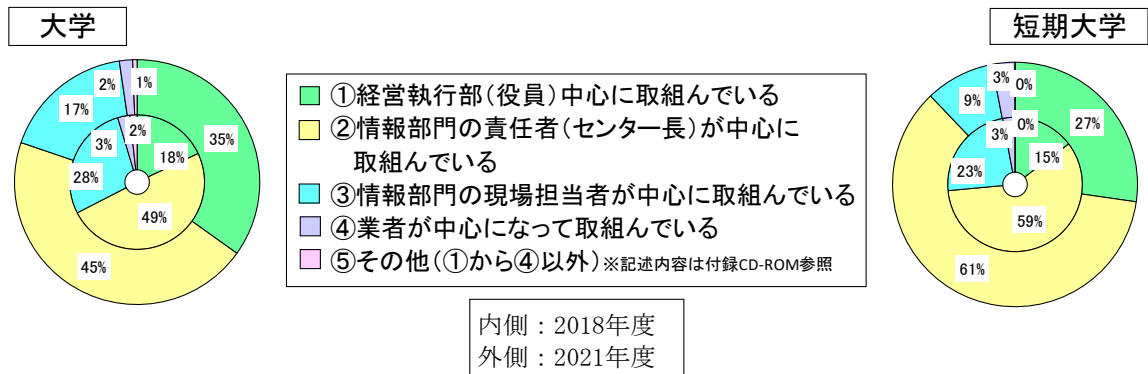 大学
短期大学
2%
1%
17%
35%
3%
2%
18%
28%
49%
45%
①経営執行部(役員)中心に取組んでいる
②情報部門の責任者(センター長)が中心に
取組んでいる
③情報部門の現場担当者が中心に取組んでいる
④業者が中心になって取組んでいる
⑤その他(①から④以外)※記述内容は付録CD-ROM参照
3%
0%
9%
27%
3%
0%
15%
23%
59%
61%
内側：2018年度
外側：2021年度